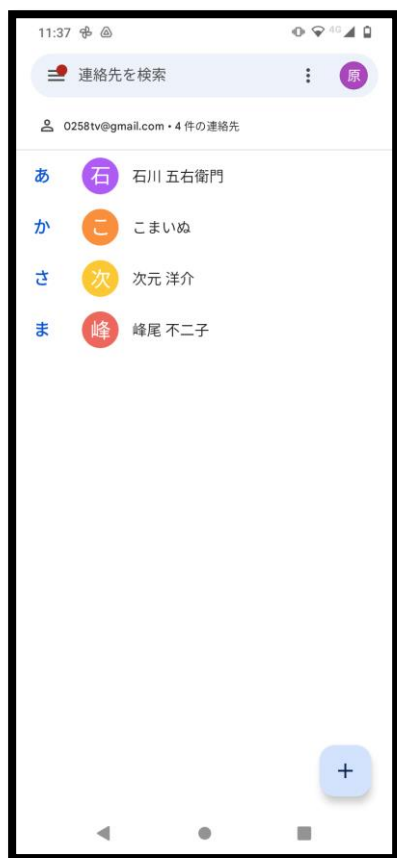 11:37
4G
連絡先を検索
原
0258tv@gmail.com・4 件の連絡先
あ 石 石川 五右衛門
か こ こまいぬ
さ 次 次元 洋介
ま 峰 峰尾 不二子
+